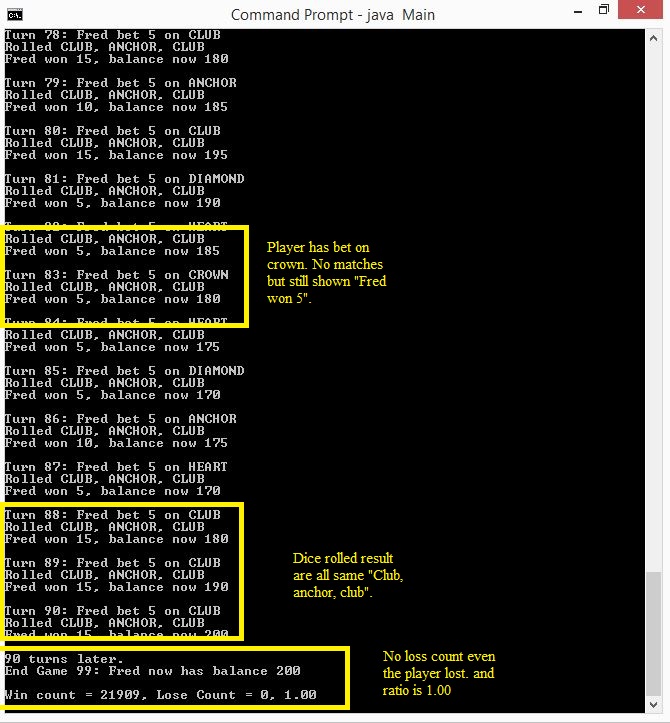 Command Prompt - java Main
Turn 78: Fred bet 5 on CLUB
Rolled CLUB, ANCHOR, CLUB
Fred won 15, balance now 180
Turn 79: Fred bet 5 on ANCHOR
Rolled CLUB, ANCHOR, CLUB
Fred won 10, balance now 185
Turn 80: Fred bet 5 on CLUB
Rolled CLUB, ANCHOR, CLUB
Fred won 15, balance now 195
Turn 81: Fred bet 5 on DIAMOND
Rolled CLUB, ANCHOR, CLUB
Fred won 5, balance now 190
Turn 82: Fred bet 5 on HEART
Rolled CLUB, ANCHOR, CLUB
Fred won 5, balance now 185
Turn 83: Fred bet 5 on CROWN
Rolled CLUB, ANCHOR, CLUB
Fred won 5, balance now 180
Player has bet on
crown. No matches
but still shown "Fred
won 5".
Turn 84: Fred bet 5 on HEART
Rolled CLUB, ANCHOR, CLUB
Fred won 5, balance now 175
Turn 85: Fred bet 5 on DIAMOND
Rolled CLUB, ANCHOR, CLUB
Fred won 5, balance now 170
Turn 86: Fred bet 5 on ANCHOR
Rolled CLUB, ANCHOR, CLUB
Fred won 10, balance now 175
Turn 87: Fred bet 5 on HEART
Rolled CLUB, ANCHOR, CLUB
Fred won 5, balance now 170
Turn 88: Fred bet 5 on CLUB
Rolled CLUB, ANCHOR, CLUB
Fred won 15, balance now 180
Turn 89: Fred bet 5 on CLUB
Rolled CLUB, ANCHOR, CLUB
Fred won 15, balance now 190
Turn 90: Fred bet 5 on CLUB
Rolled CLUB, ANCHOR, CLUB
Fred won 15, balance now 200
Dice rolled result
are all same "Club,
anchor, club".
90 turns later.
End Game 99: Fred now has balance 200
Win count = 21909, Lose Count = 0, 1.00
No loss count even
the player lost. and
ratio is 1.00